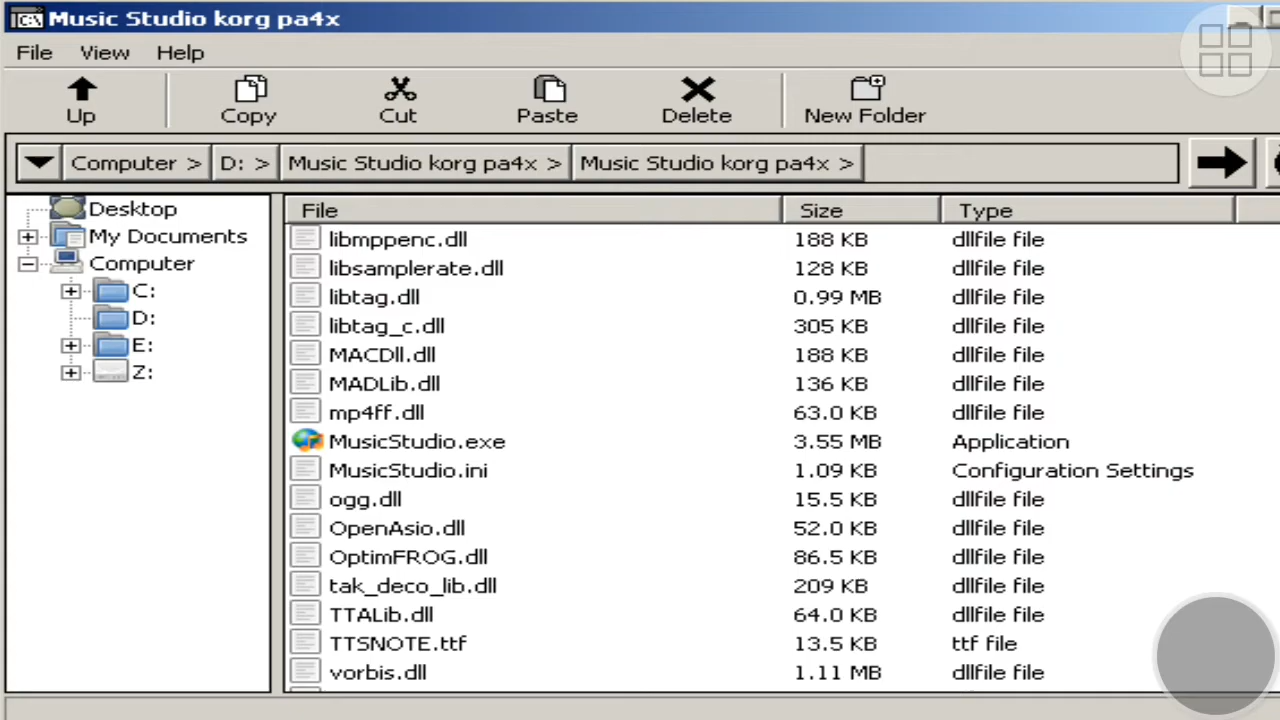 Music Studio korg pa4x
File View Help
Up Copy Cut Paste Delete New Folder
Computer > D: > Music Studio korg pa4x > Music Studio korg pa4x >
Desktop
My Documents
Computer
C:
D:
E:
Z:
File Size Type
libmppenc.dll 188 KB dllfile file
libsamplerate.dll 128 KB dllfile file
libtag.dll 0.99 MB dllfile file
libtag_c.dll 305 KB dllfile file
MACDll.dll 188 KB dllfile file
MADLib.dll 136 KB dllfile file
mp4ff.dll 63.0 KB dllfile file
MusicStudio.exe 3.55 MB Application
MusicStudio.ini 1.09 KB Configuration Settings
ogg.dll 15.5 KB dllfile file
OpenAsio.dll 52.0 KB dllfile file
OptimFROG.dll 86.5 KB dllfile file
tak_deco_lib.dll 209 KB dllfile file
TTALib.dll 64.0 KB dllfile file
TTSNOTE.ttf 13.5 KB ttf file
vorbis.dll 1.11 MB dllfile file